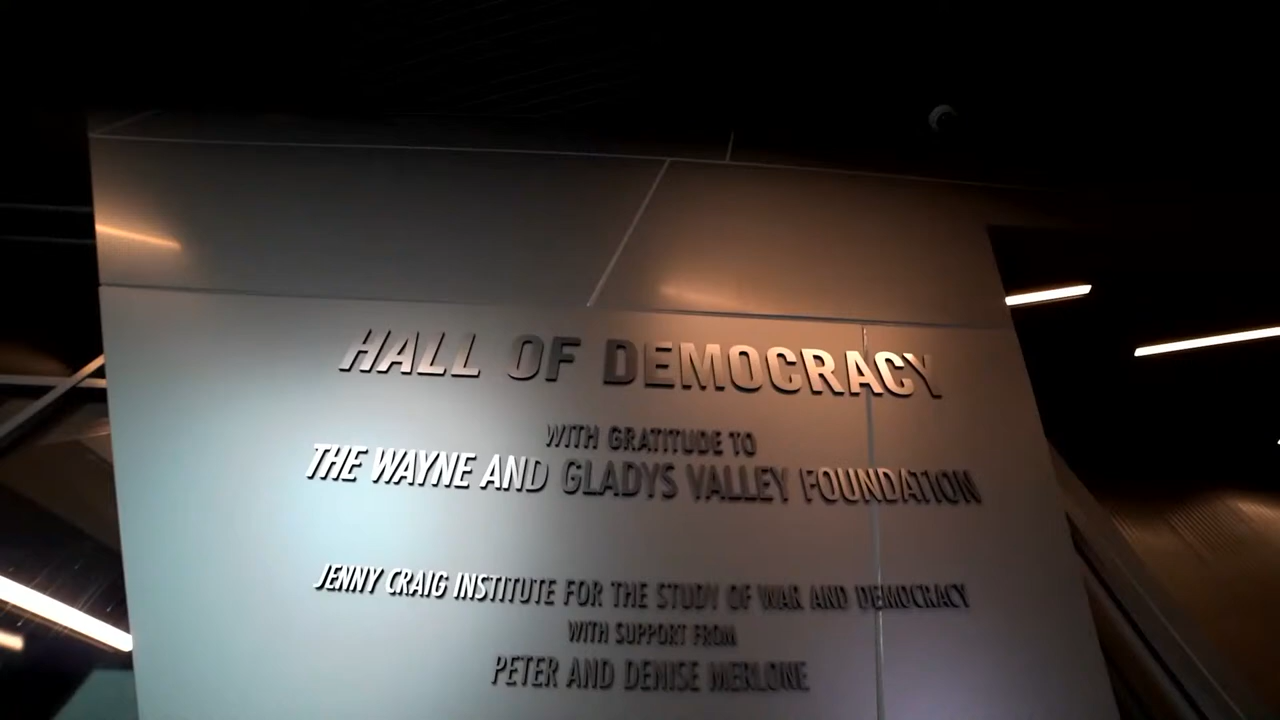 HALL OF DEMOCRACY
WITH GRATITUDE TO
THE WAYNE AND GLADYS VALLEY FOUNDATION
JENNY CRAIG INSTITUTE FOR THE STUDY OF WAR AND DEMOCRACY
WITH SUPPORT FROM
PETER AND DENISE MERLONE